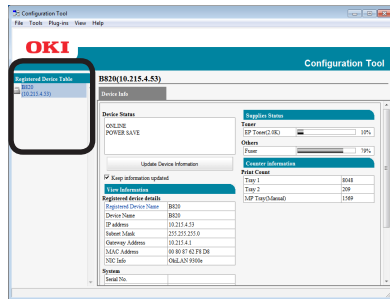 Configuration Tool
File Tools Plug-ins View Help
OKI
Configuration Tool
Registered Device Table
B820
(10.215.4.53)
B820(10.215.4.53)
Device Info
Device Status
ONLINE
POWER SAVE
Update Device Information
Keep information updated
View Information
Registered device details
Registered Device Name B820
Device Name B820
IP address 10.215.4.53
Subnet Mask 255.255.255.0
Gateway Address 10.215.4.1
MAC Address 00 80 87 62 F8 D8
NIC Info OkiLAN 9300e
System
Serial No.
Supplies Status
Toner
EP Toner(2.0K) 10%
Others
Fuser 79%
Counter information
Print Count
Tray 1 8048
Tray 2 209
MP Tray(Manual) 1569